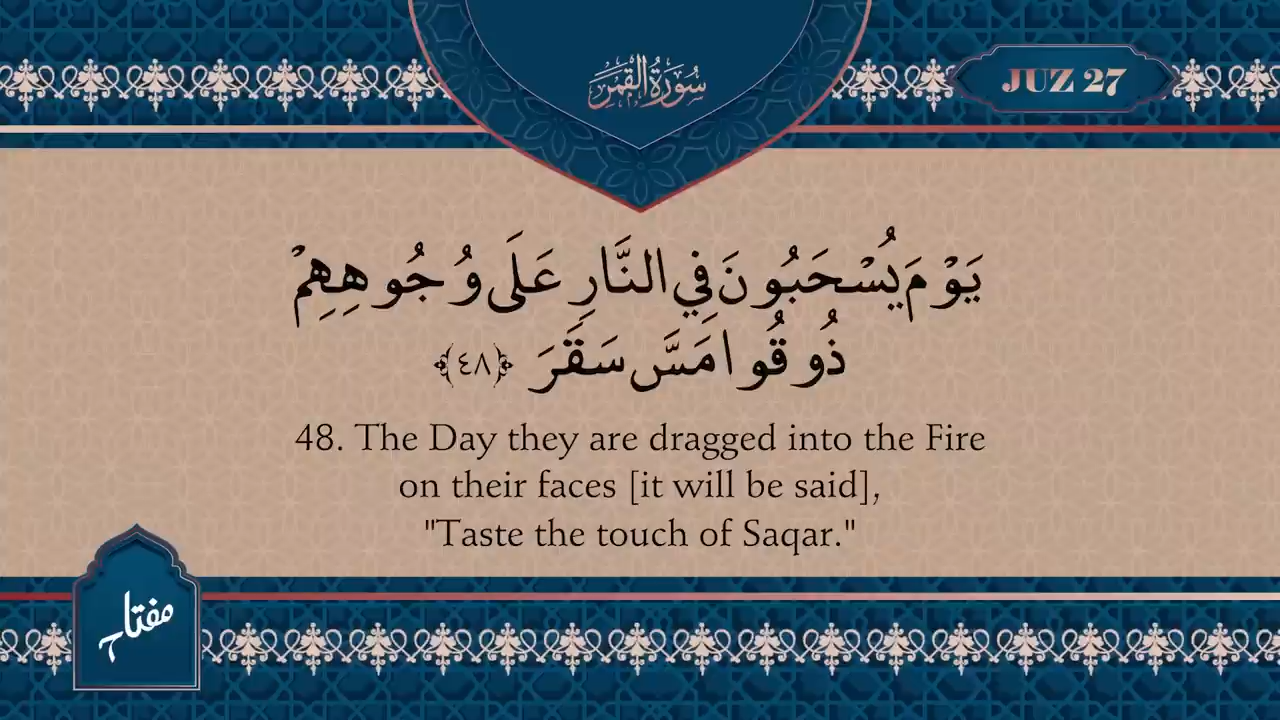 سُورَةُ القَمَر
JUZ 27
يَوْمَ يُسْحَبُونَ فِي النَّارِ عَلَى وُجُوهِهِمْ
ذُوقُوا مَسَّ سَقَرَ ﴿٤٨﴾
48. The Day they are dragged into the Fire
on their faces [it will be said],
"Taste the touch of Saqar."
مفتاح